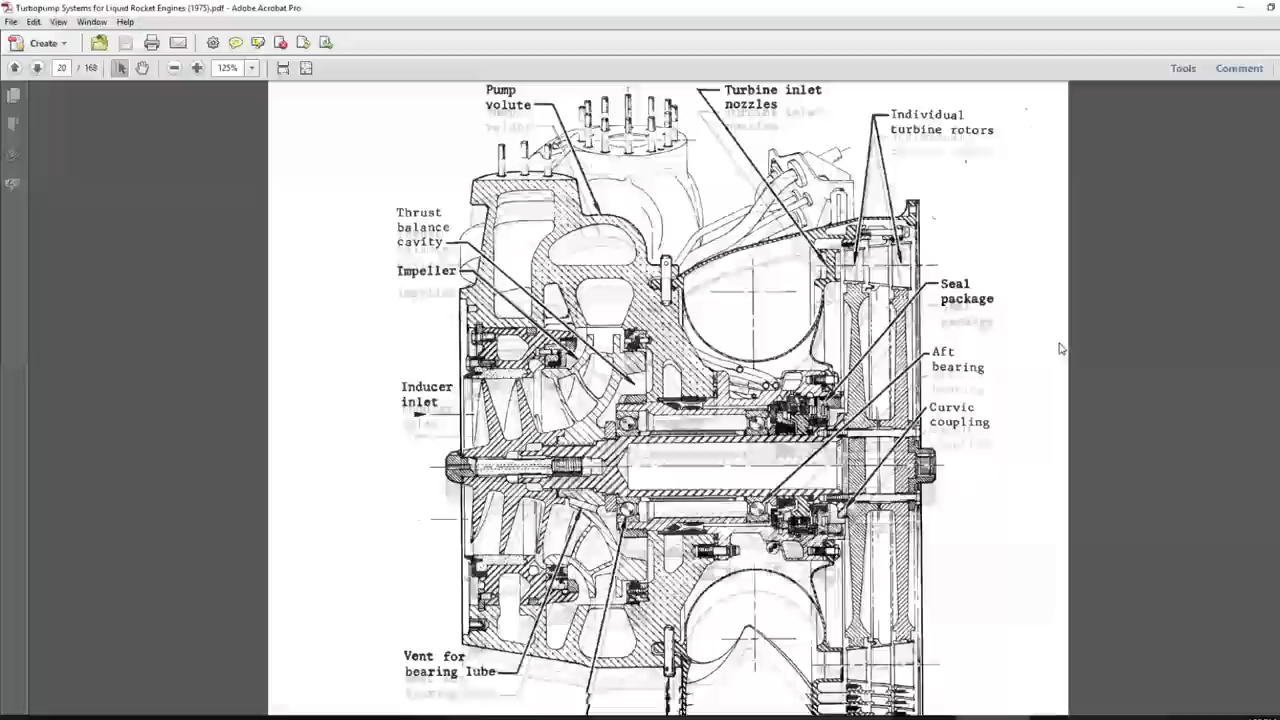 Turbopump Systems for Liquid Rocket Engines (1975).pdf - Adobe Acrobat Pro
File Edit View Window Help
Create
20 / 168
125%
Tools Comment
Pump
volute
Turbine inlet
nozzles
Individual
turbine rotors
Thrust
balance
cavity
Impeller
Seal
package
Aft
bearing
Inducer
inlet
Curvic
coupling
Vent for
bearing lube